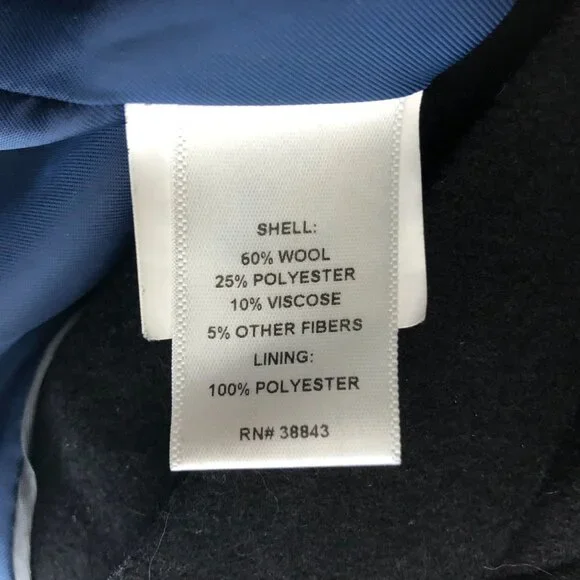 SHELL:
60% WOOL
25% POLYESTER
10% VISCOSE
5% OTHER FIBERS
LINING:
100% POLYESTER
RN# 38843